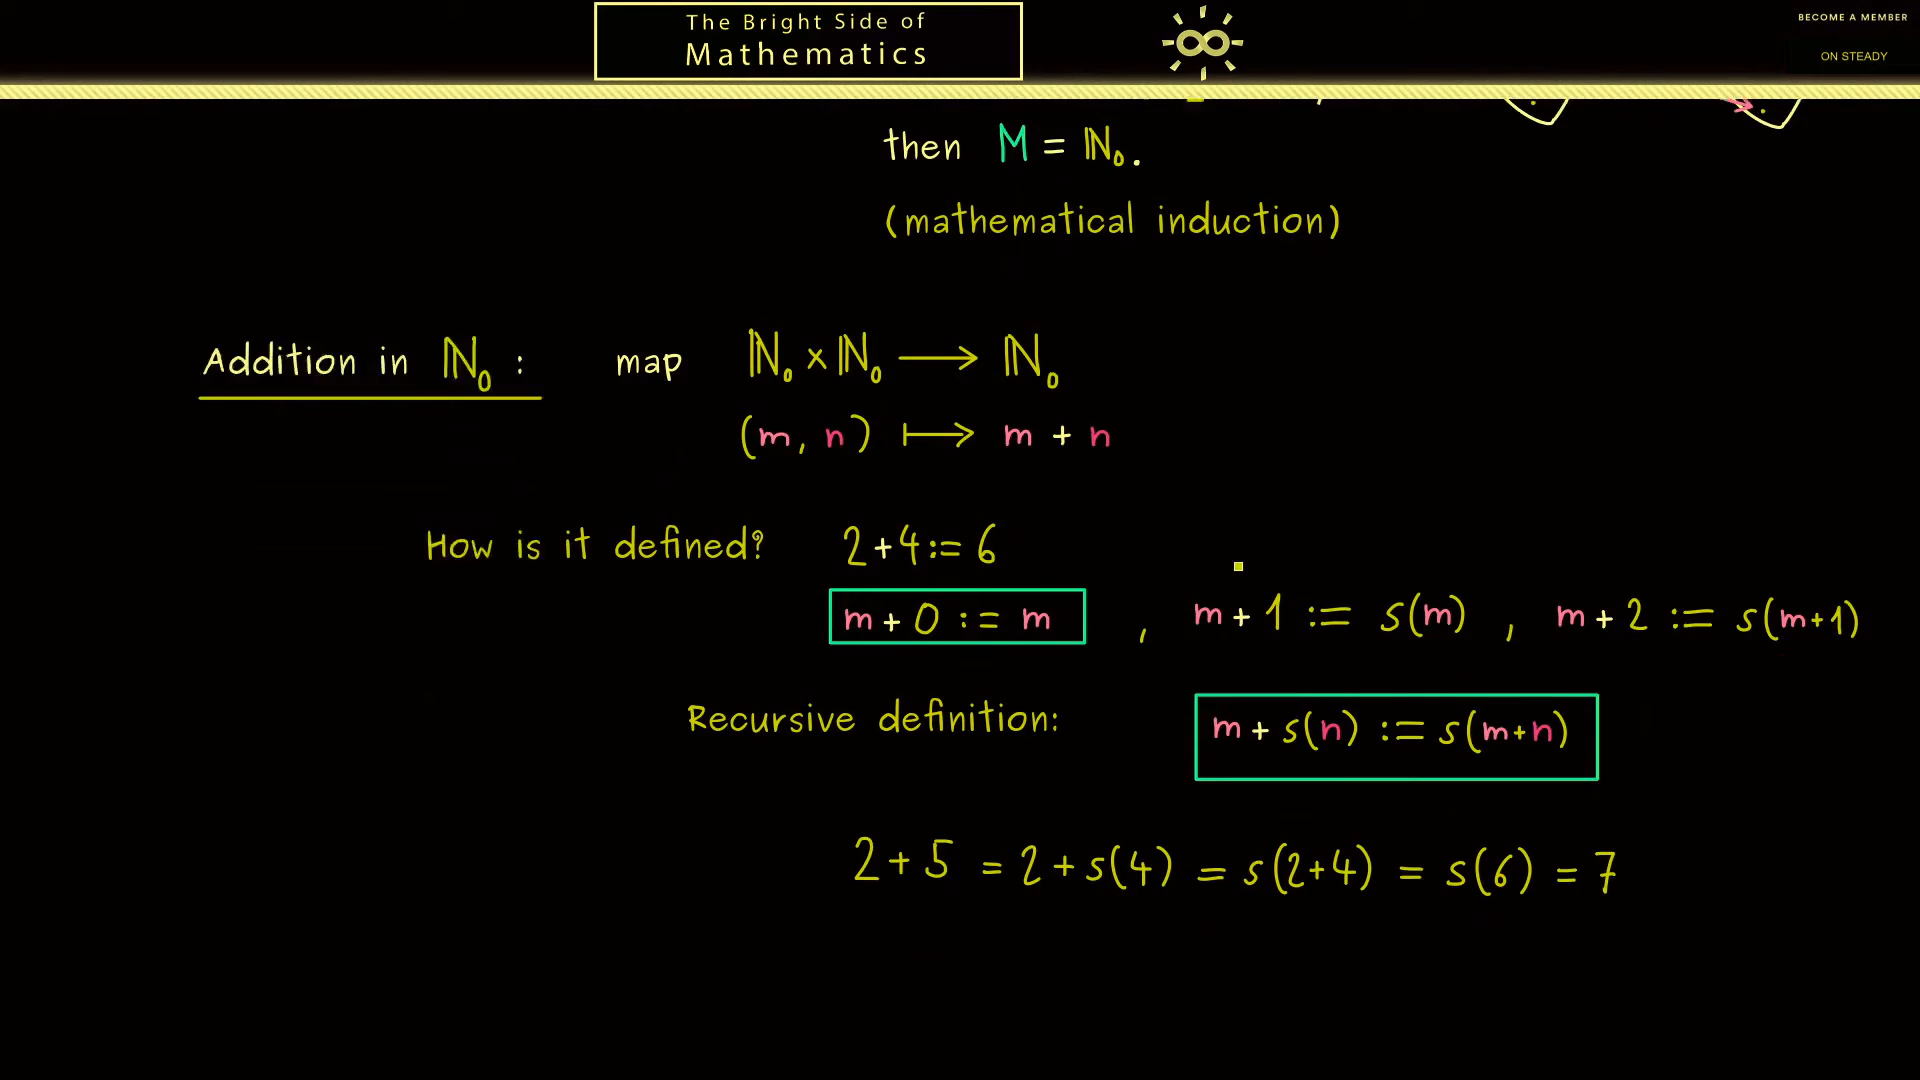 The Bright Side of
Mathematics
BECOME A MEMBER
ON STEADY
then M = ℕ₀.
(mathematical induction)
Addition in ℕ₀ : map ℕ₀ × ℕ₀ ⟶ ℕ₀
(m, n) ⟼ m + n
How is it defined? 2+4:= 6
m + 0 := m , m + 1 := s(m) , m + 2 := s(m+1)
Recursive definition: m + s(n) := s(m+n)
2 + 5 = 2 + s(4) = s(2+4) = s(6) = 7